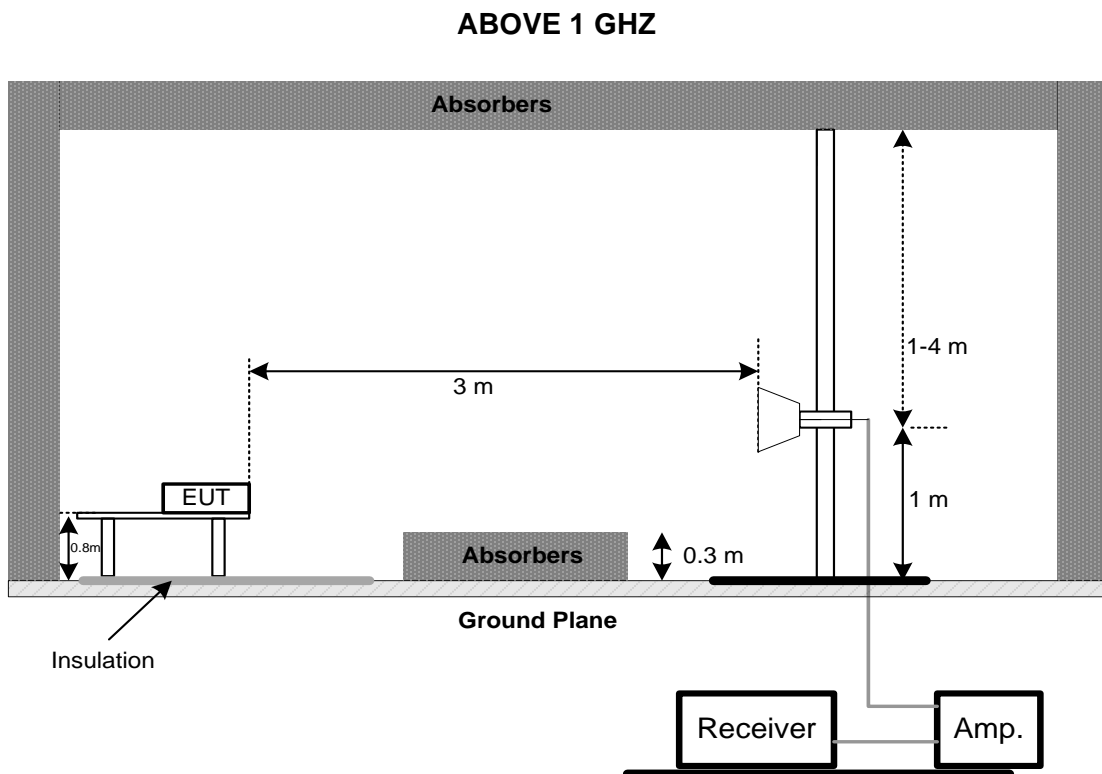 ABOVE 1 GHZ
Absorbers
1-4 m
3 m
EUT
1 m
0.8m
Absorbers
0.3 m
Ground Plane
Insulation
Receiver
Amp.